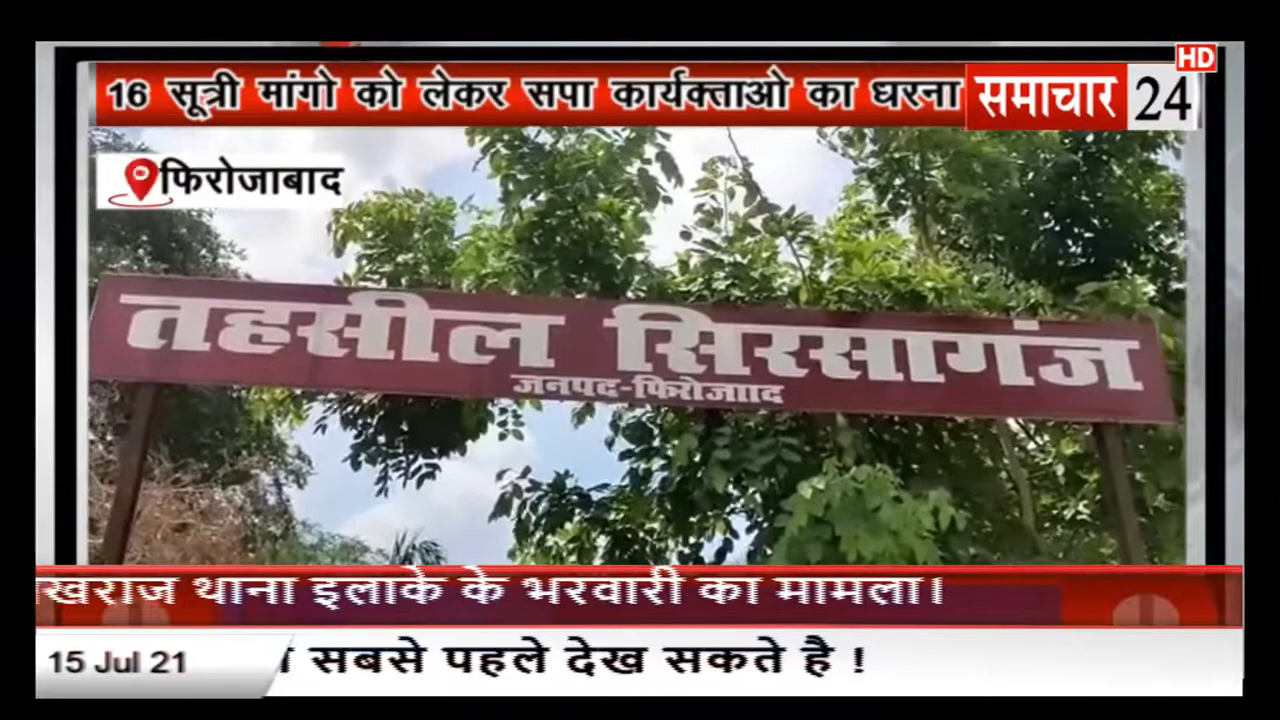 HD
16 सूत्री मांगो को लेकर सपा कार्यक्ताओ का धरना
समाचार 24
फिरोजाबाद
तहसील सिरसागंज
जनपद-फिरोजााद
थाना इलाके के भरवारी का मामला।
15 Jul 21
सबसे पहले देख सकते है !